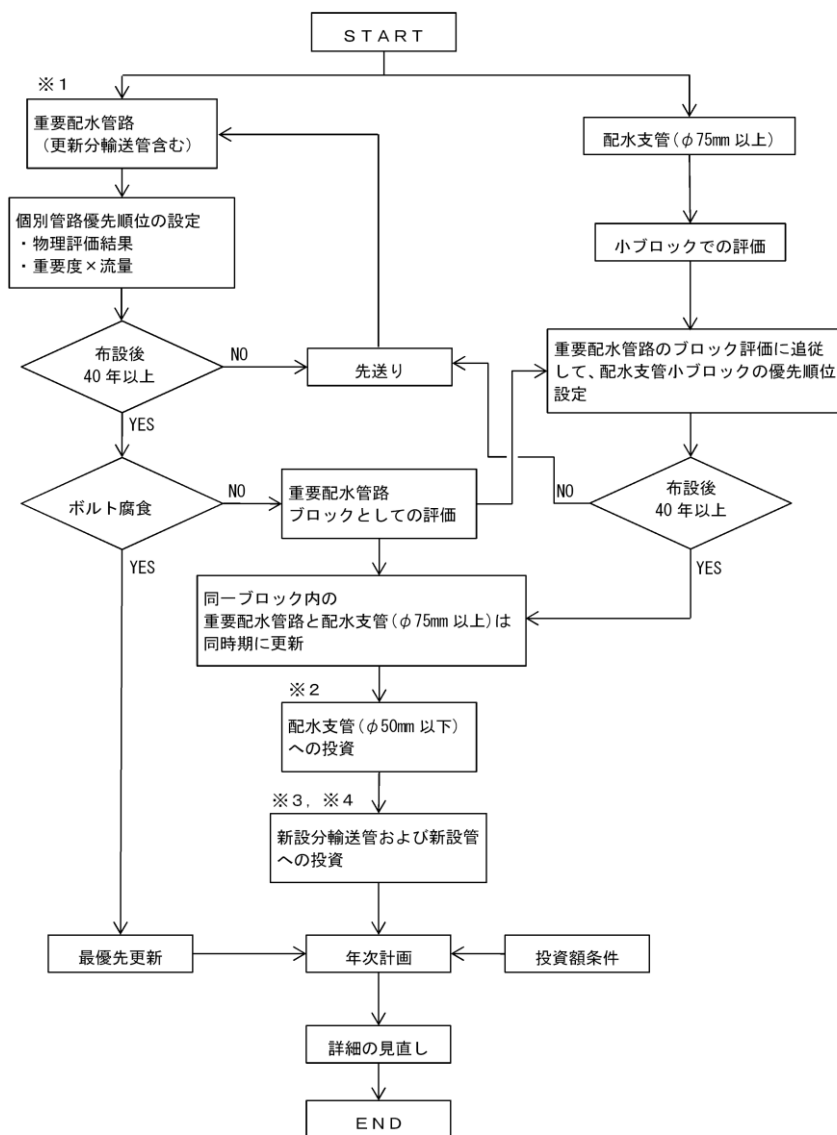 START
※1
重要配水管路
(更新分輸送管含む)
配水支管(φ75mm 以上)
個別管路優先順位の設定
・物理評価結果
・重要度×流量
小ブロックでの評価
布設後
40 年以上
NO
先送り
重要配水管路のブロック評価に追従
して、配水支管小ブロックの優先順位
設定
YES
ボルト腐食
NO
重要配水管路
ブロックとしての評価
NO
布設後
40 年以上
YES
YES
同一ブロック内の
重要配水管路と配水支管(φ75mm 以上)は
同時期に更新
※2
配水支管(φ50mm 以下)
への投資
※3, ※4
新設分輸送管および新設管
への投資
最優先更新
年次計画
投資額条件
詳細の見直し
END